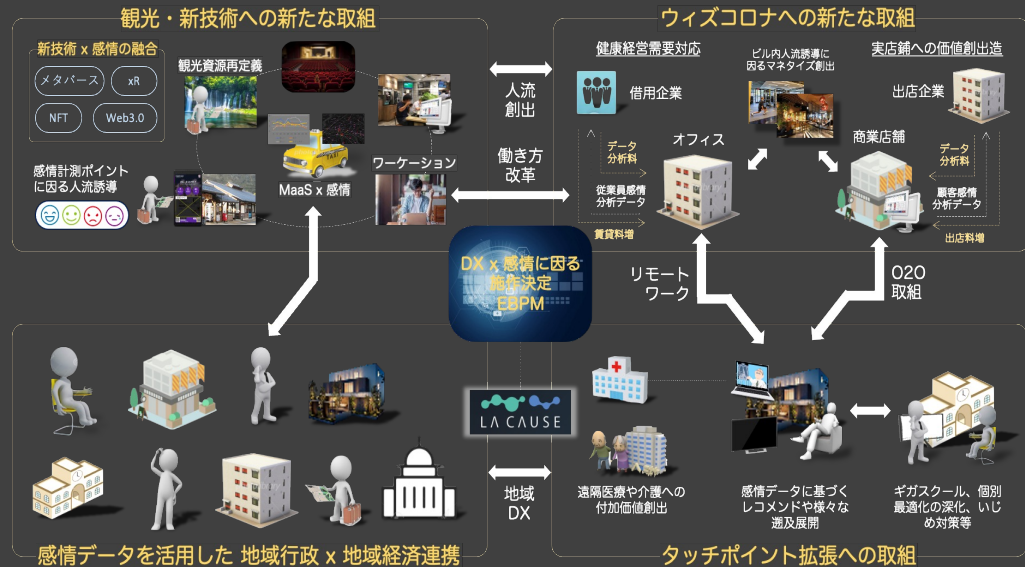 観光・新技術への新たな取組
新技術 x 感情の融合
メタバース
xR
NFT
Web3.0
観光資源再定義
感情計測ポイント
に因る人流誘導
TAXI
MaaS x 感情
ワーケーション
人流
創出
働き方
改革
ウィズコロナへの新たな取組
健康経営需要対応
借用企業
データ
分析料
従業員感情
分析データ
賃貸料増
オフィス
ビル内人流誘導に
因るマネタイズ創出
実店舗への価値創出造
出店企業
商業店舗
データ
分析料
顧客感情
分析データ
出店料増
DX x 感情に因る
施作決定
EBPM
リモート
ワーク
O2O
取組
LA CAUSE
地域
DX
感情データを活用した 地域行政 x 地域経済連携
遠隔医療や介護への
付加価値創出
感情データに基づく
レコメンドや様々な
遡及展開
ギガスクール、個別
最適化の深化、いじ
め対策等
タッチポイント拡張への取組